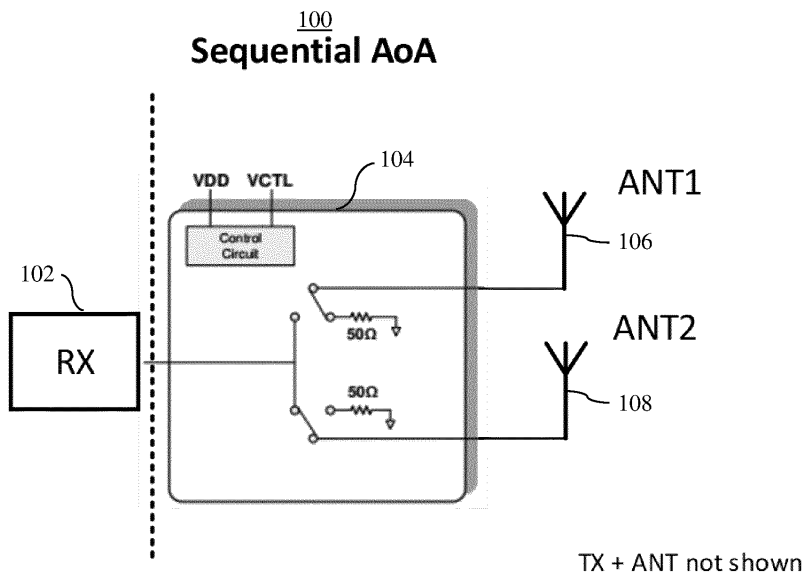 100
Sequential AoA
104
VDD VCTL
Control
Circuit
ANT1
106
102
RX
50Ω
ANT2
50Ω
108
TX + ANT not shown